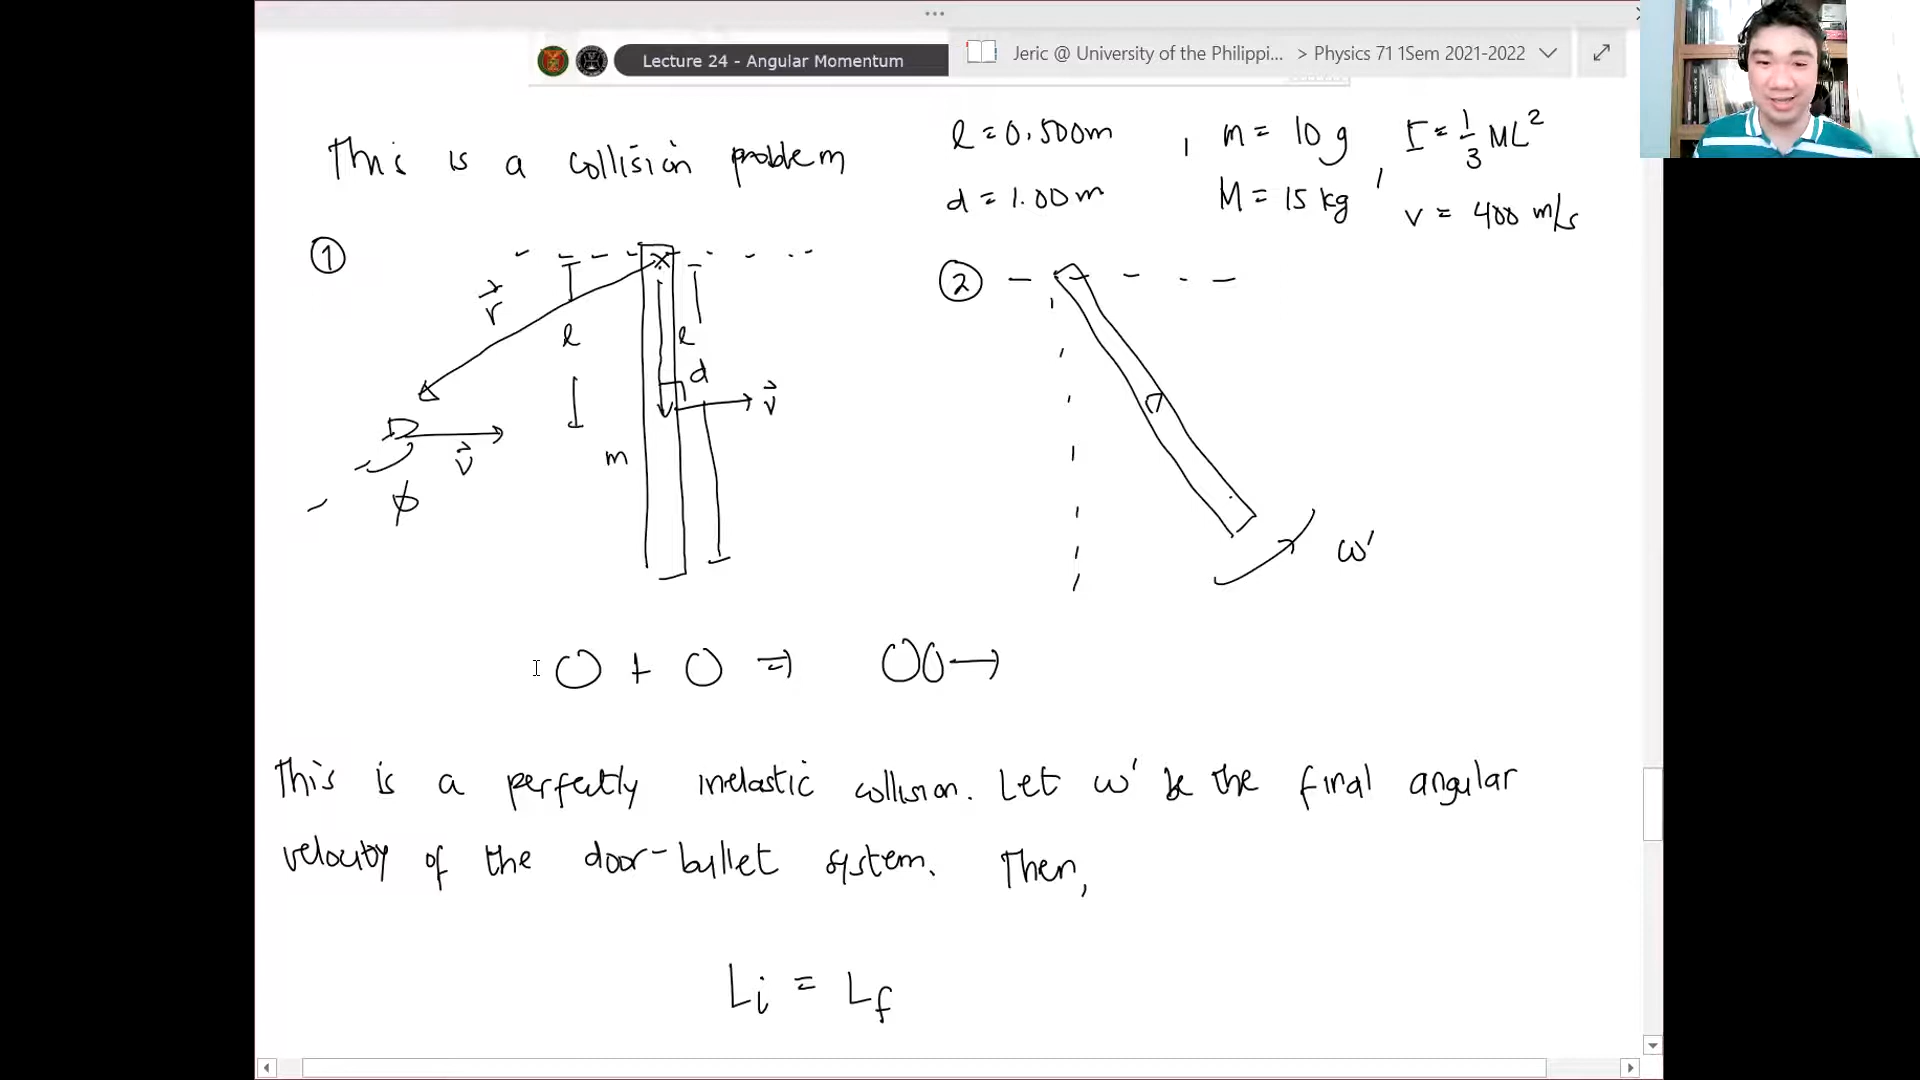 Lecture 24 - Angular Momentum
Jeric @ University of the Philippi... > Physics 71 1Sem 2021-2022
This is a collision problem
l = 0.500m , m = 10 g , I = 1/3 ML²
d = 1.00 m M = 15 kg v = 400 m/s
①
②
r⃗
l
l
d
v⃗
v⃗
m
ϕ
ω'
O + O ⇒ OO→
This is a perfectly inelastic collision. Let ω' be the final angular
velocity of the door-bullet system. Then,
Li = Lf